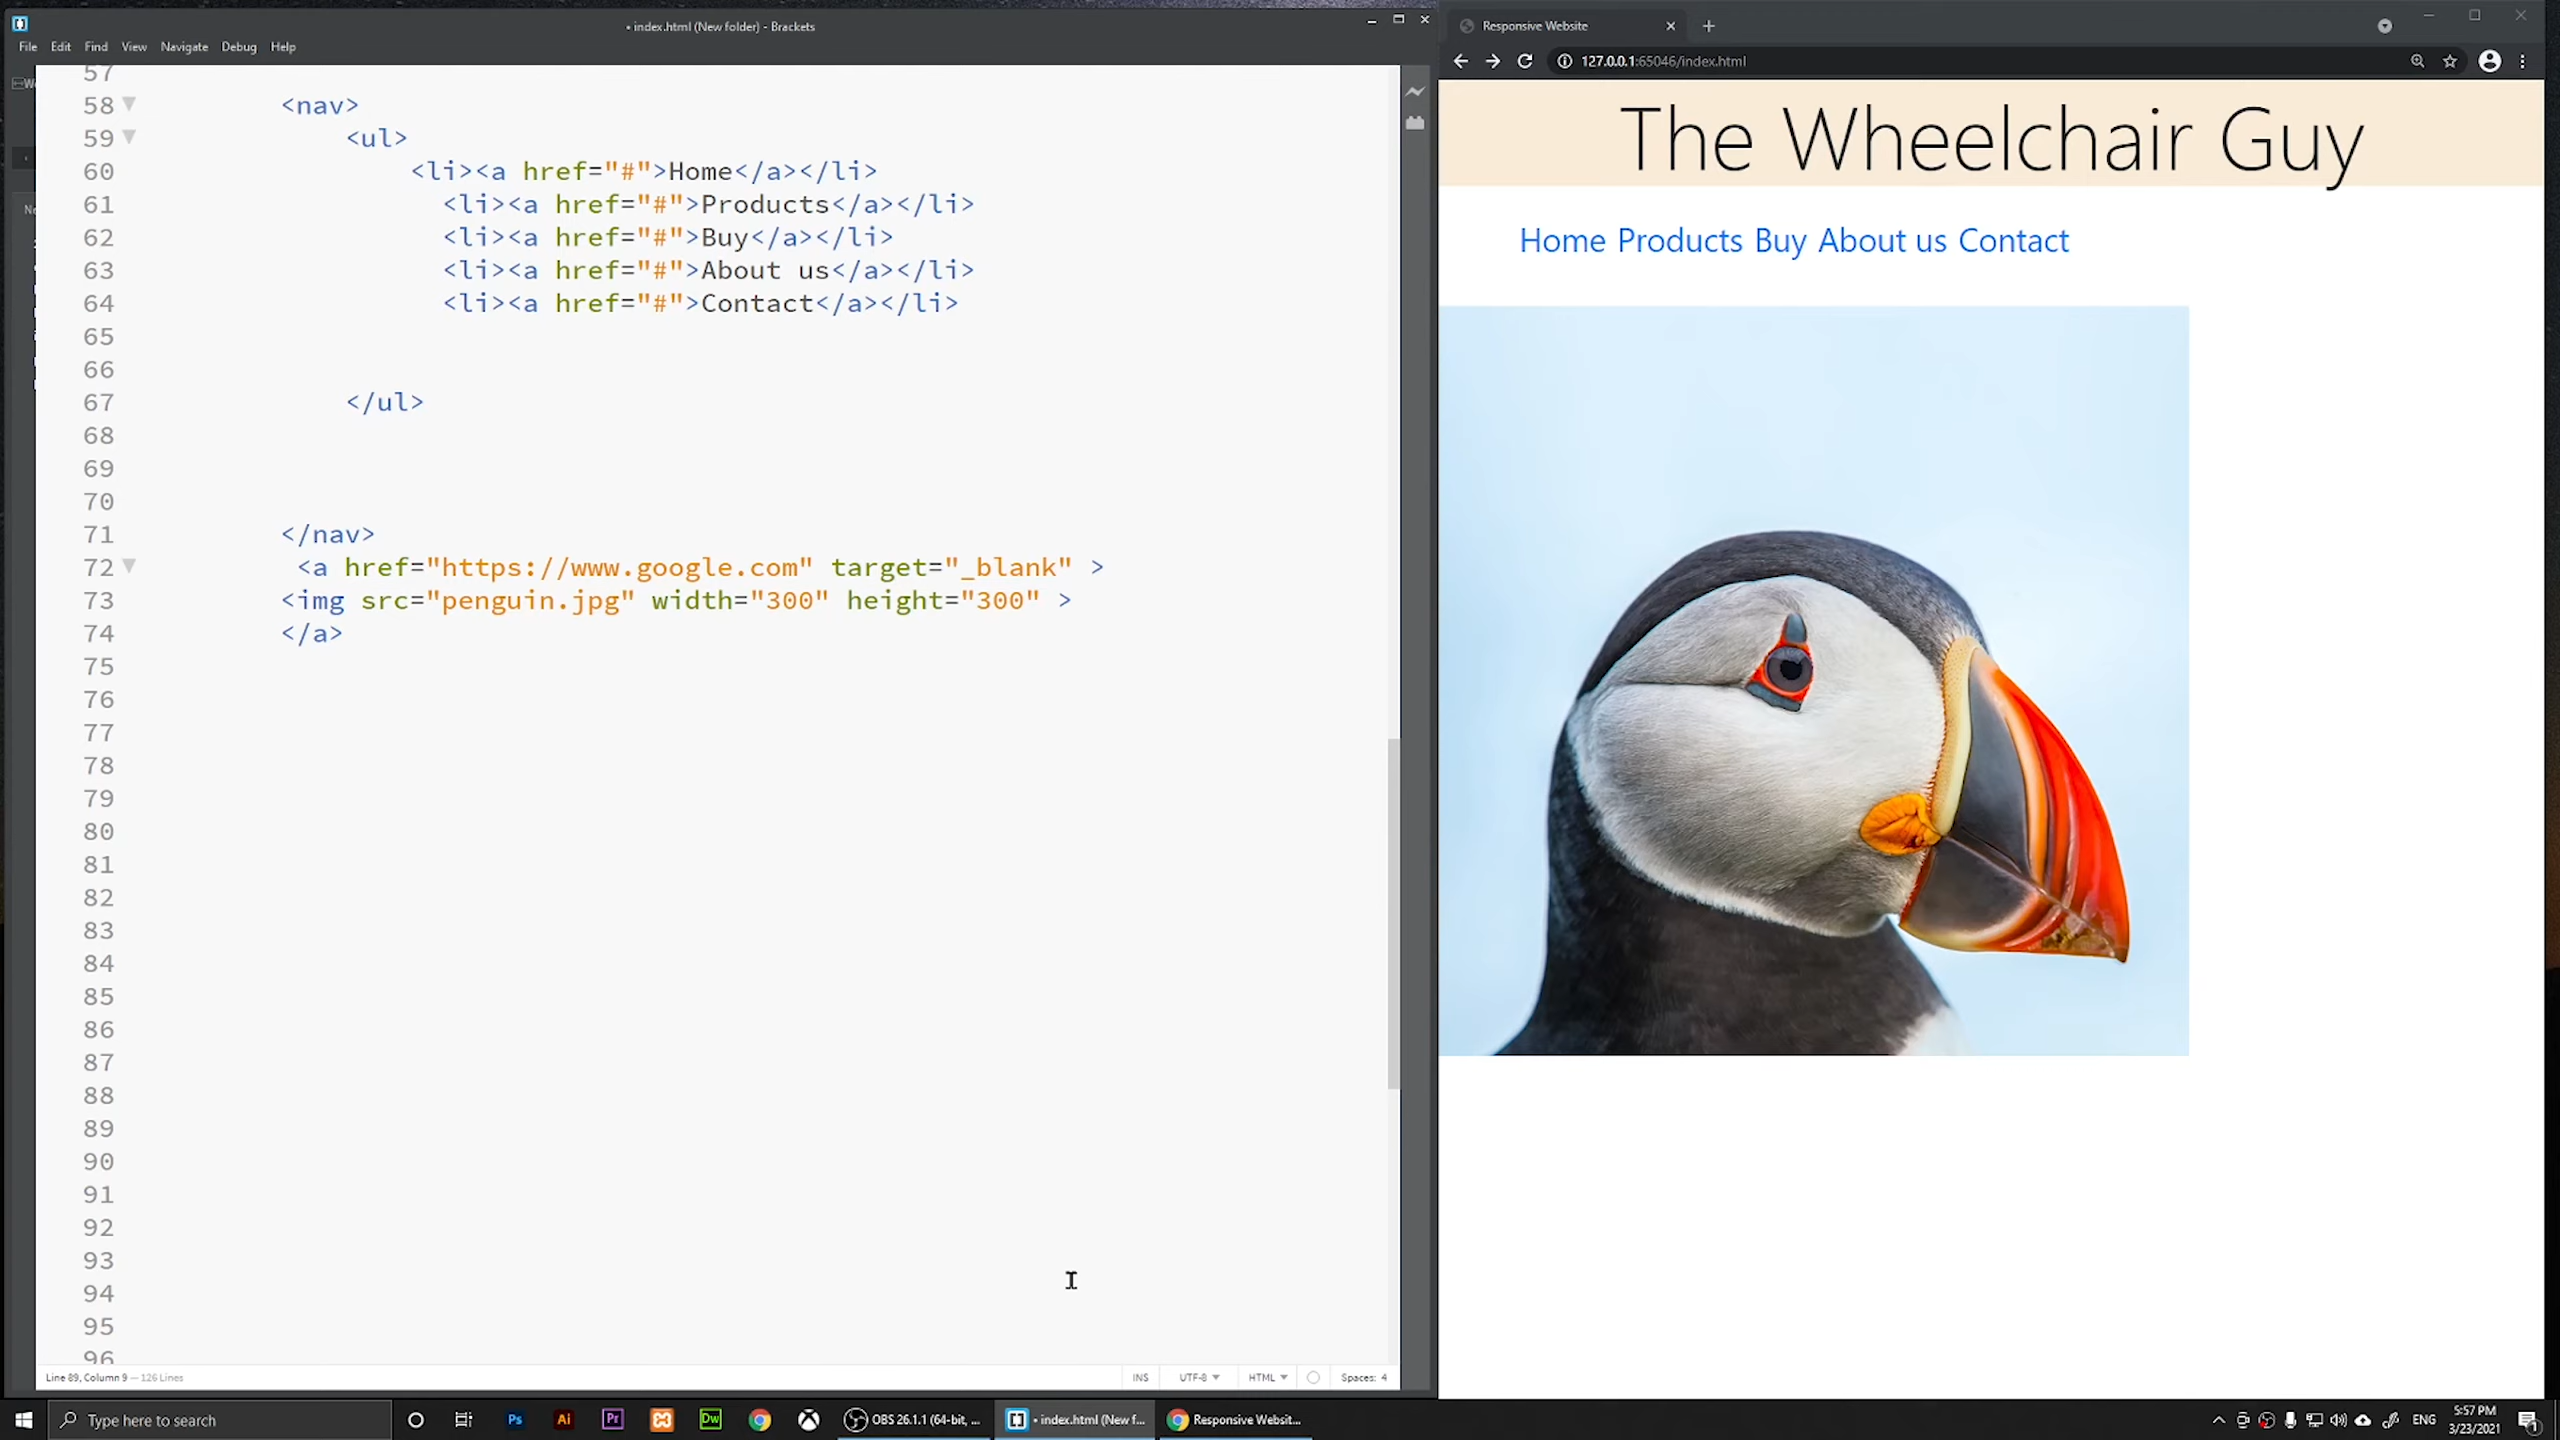 • index.html (New folder) - Brackets
File Edit Find View Navigate Debug Help
57
58 <nav>
59 <ul>
60 <li><a href="#">Home</a></li>
61 <li><a href="#">Products</a></li>
62 <li><a href="#">Buy</a></li>
63 <li><a href="#">About us</a></li>
64 <li><a href="#">Contact</a></li>
65
66
67 </ul>
68
69
70
71 </nav>
72 <a href="https://www.google.com" target="_blank" >
73 <img src="penguin.jpg" width="300" height="300" >
74 </a>
75
76
77
78
79
80
81
82
83
84
85
86
87
88
89
90
91
92
93
94
95
96
Line 89, Column 9 — 126 Lines
INS UTF-8 HTML Spaces: 4
Responsive Website
127.0.0.1:65046/index.html
The Wheelchair Guy
Home Products Buy About us Contact
Type here to search
Ps Ai Pr Dw
OBS 26.1.1 (64-bit, ...
• index.html (New f...
Responsive Websit...
ENG
5:57 PM
3/23/2021